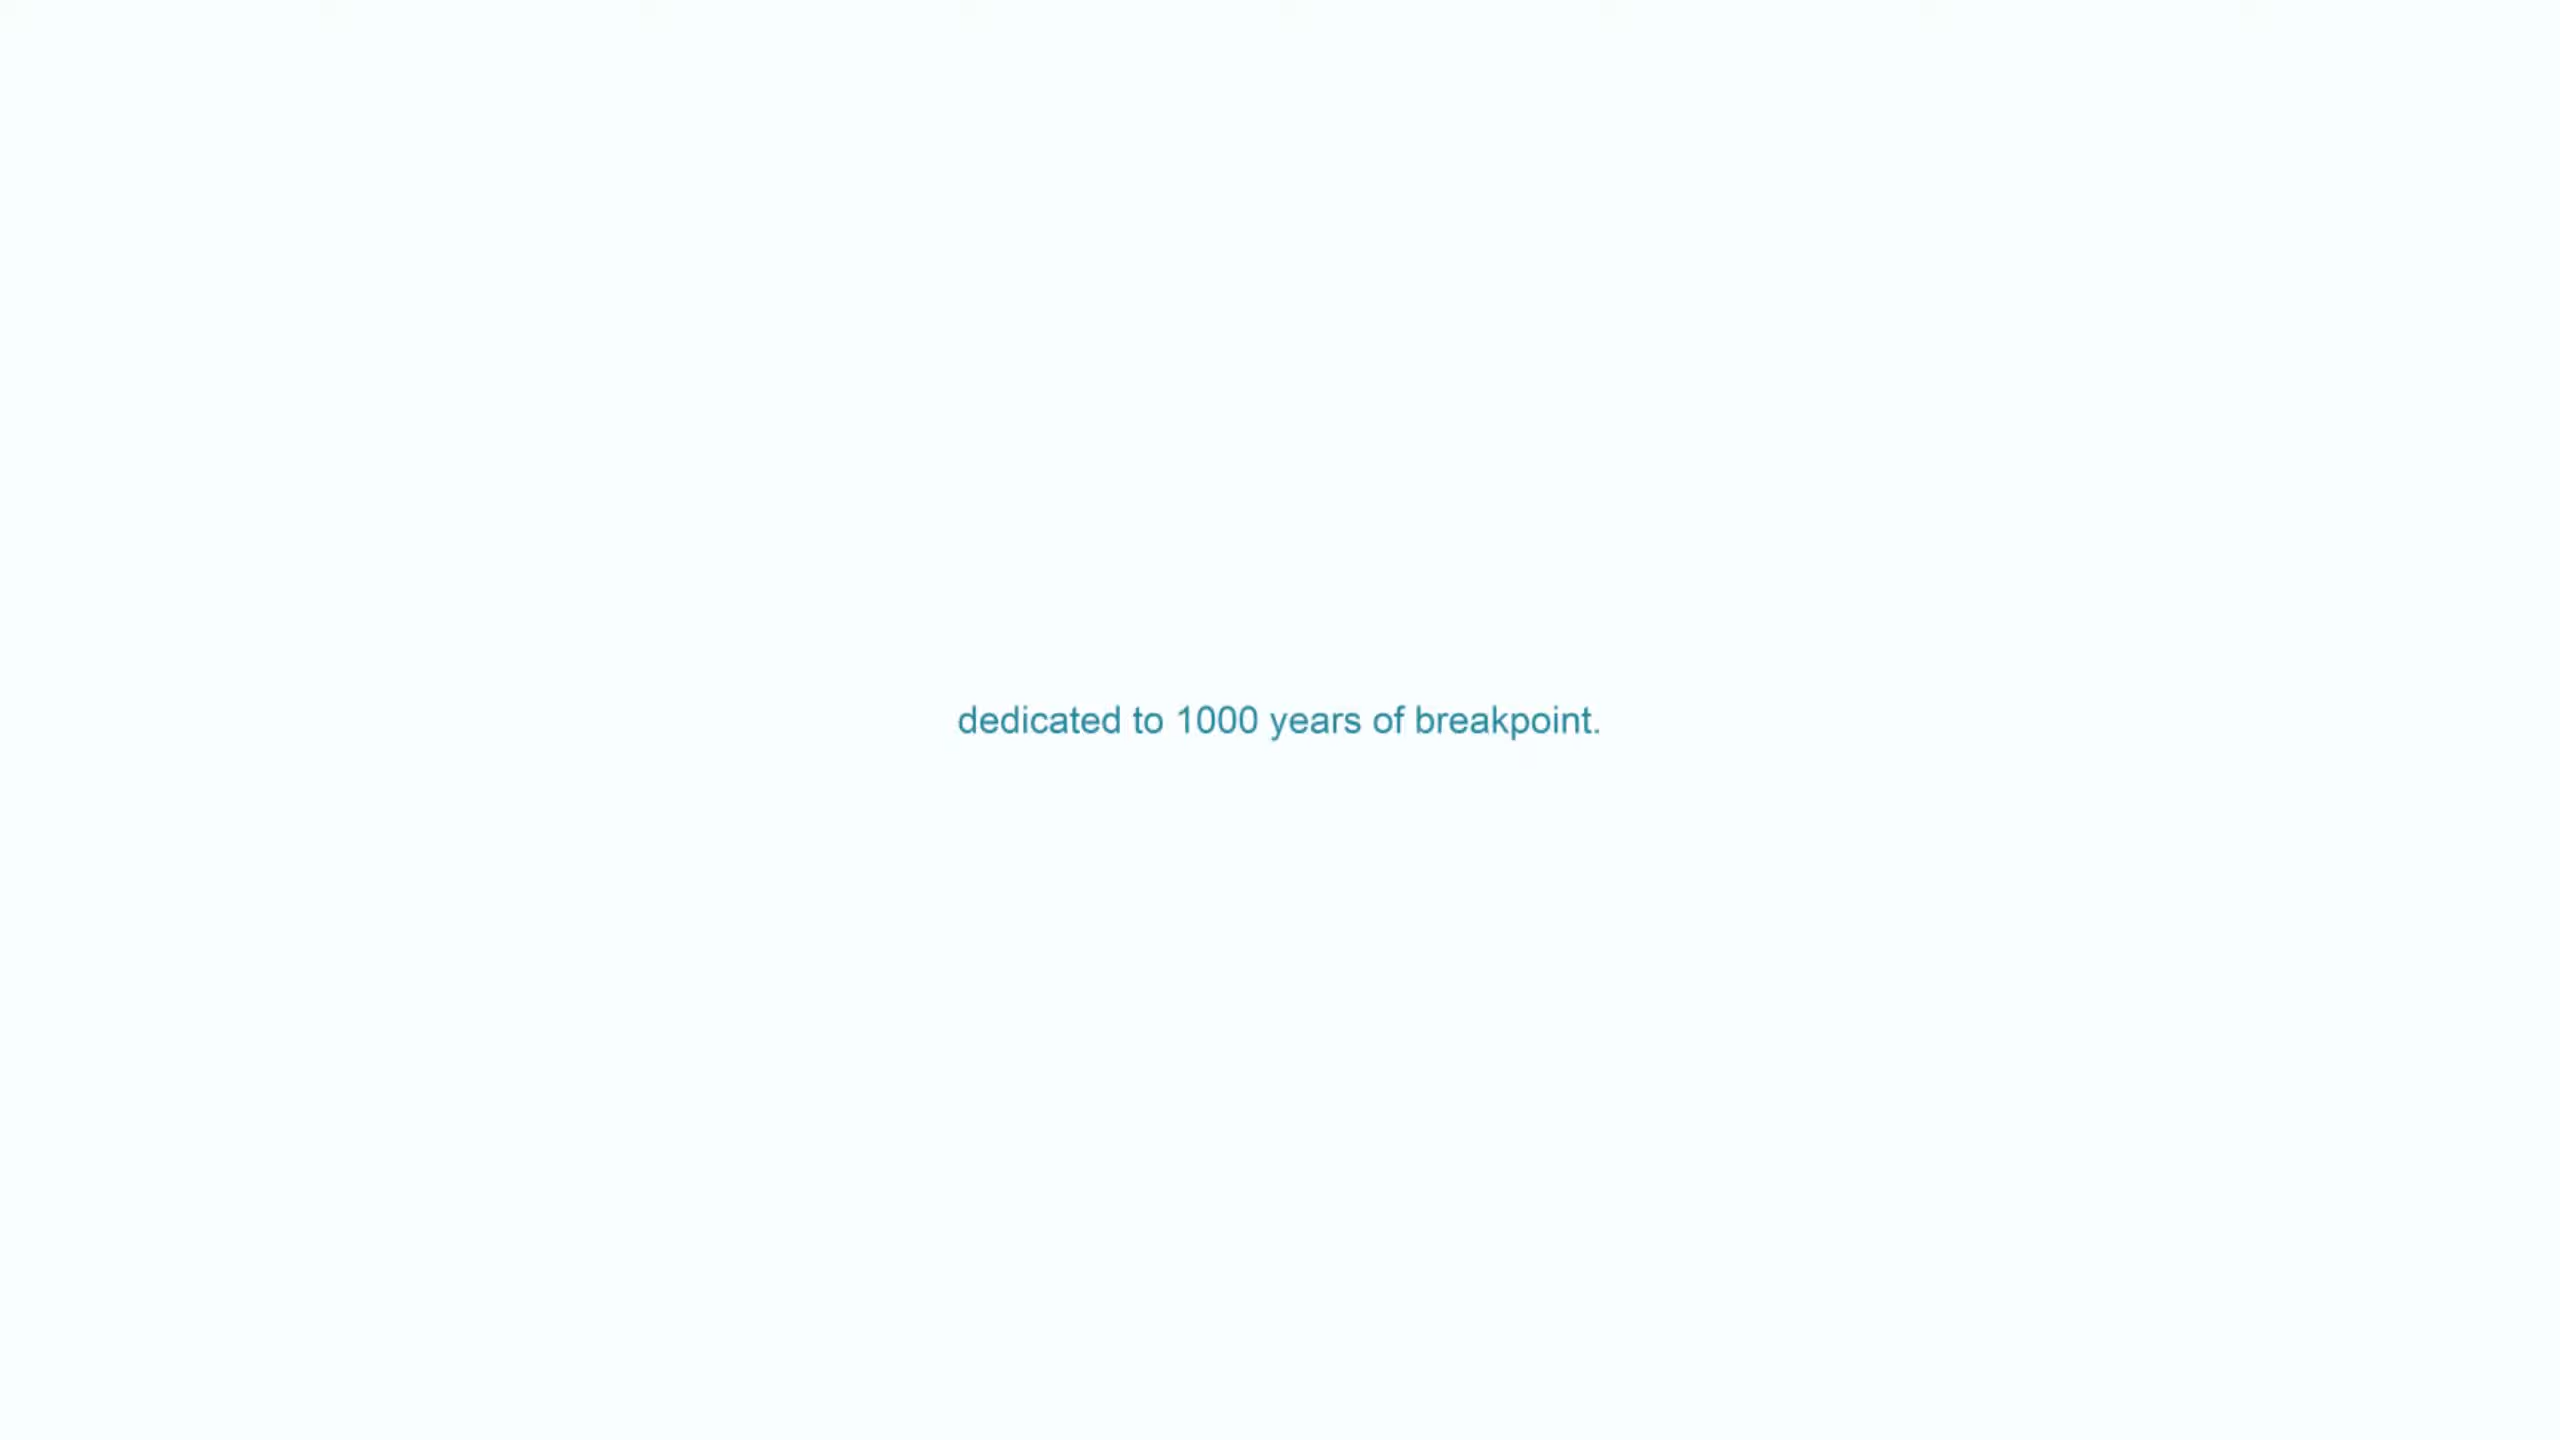 dedicated to 1000 years of breakpoint.